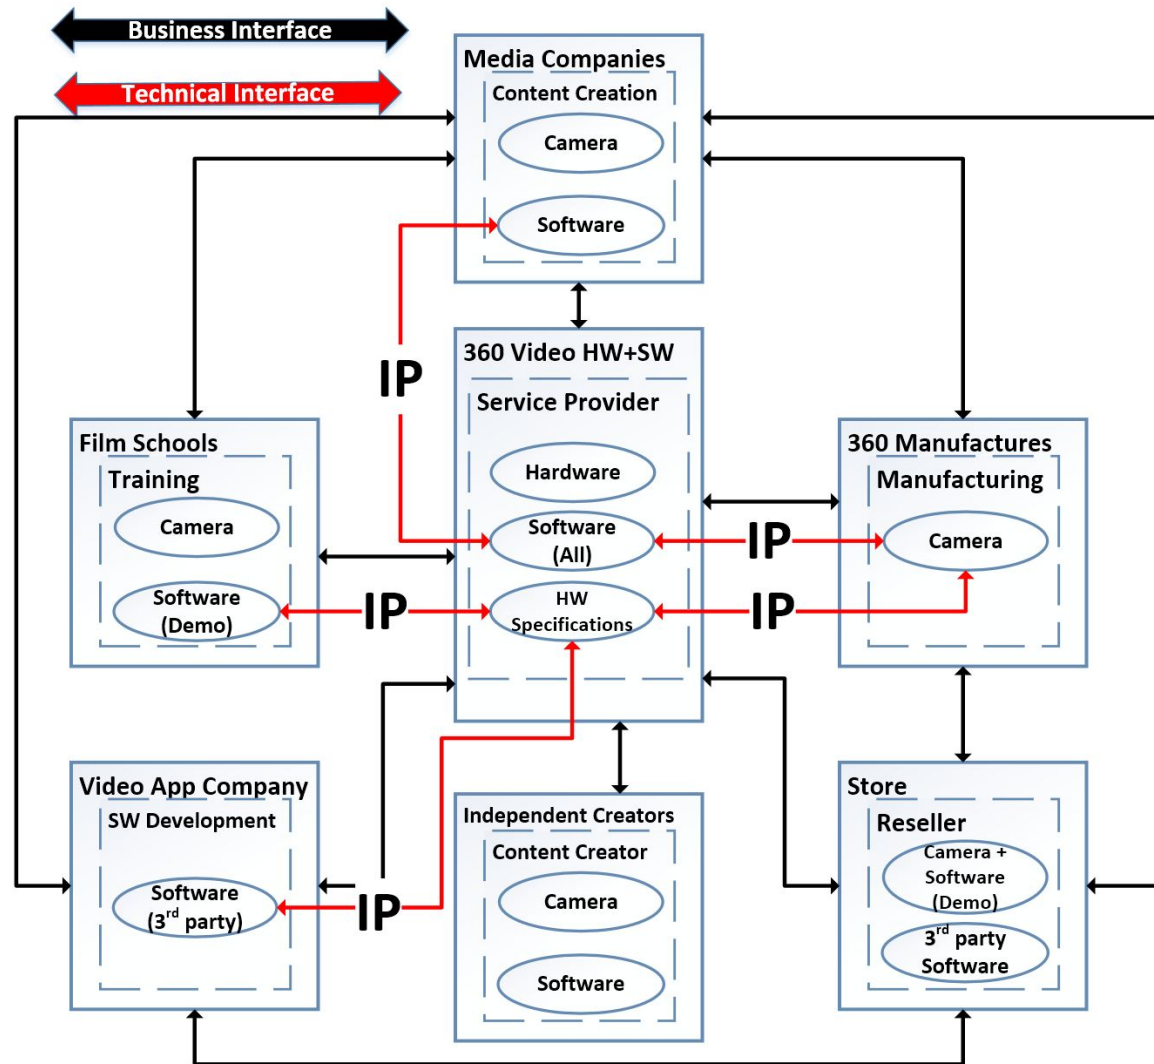 Business Interface
Technical Interface
Media Companies
Content Creation
Camera
Software
IP
360 Video HW+SW
Service Provider
Hardware
Software
(All)
HW
Specifications
Film Schools
Training
Camera
Software
(Demo)
IP
360 Manufactures
Manufacturing
Camera
IP
IP
Video App Company
SW Development
Software
(3rd party)
IP
Independent Creators
Content Creator
Camera
Software
Store
Reseller
Camera +
Software
(Demo)
3rd party
Software